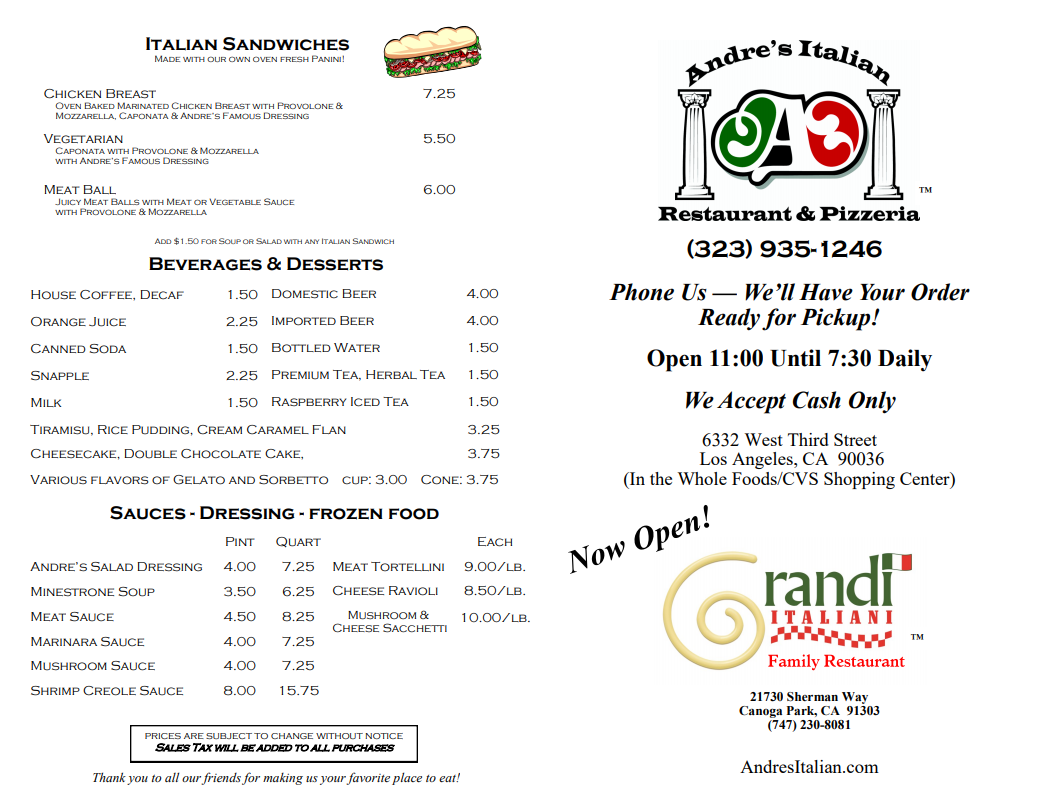 Italian Sandwiches
Made with our own oven fresh Panini!
Chicken Breast 7.25
Oven Baked Marinated Chicken Breast with Provolone &
Mozzarella, Caponata & Andre's Famous Dressing
Vegetarian 5.50
Caponata with Provolone & Mozzarella
with Andre's Famous Dressing
Meat Ball 6.00
Juicy Meat Balls with Meat or Vegetable Sauce
with Provolone & Mozzarella
Add $1.50 for Soup or Salad with any Italian Sandwich
Beverages & Desserts
House Coffee, Decaf 1.50 Domestic Beer 4.00
Orange Juice 2.25 Imported Beer 4.00
Canned Soda 1.50 Bottled Water 1.50
Snapple 2.25 Premium Tea, Herbal Tea 1.50
Milk 1.50 Raspberry Iced Tea 1.50
Tiramisu, Rice Pudding, Cream Caramel Flan 3.25
Cheesecake, Double Chocolate Cake, 3.75
Various flavors of Gelato and Sorbetto cup: 3.00 Cone: 3.75
Sauces - Dressing - frozen food
Pint Quart Each
Andre's Salad Dressing 4.00 7.25 Meat Tortellini 9.00/lb.
Minestrone Soup 3.50 6.25 Cheese Ravioli 8.50/lb.
Meat Sauce 4.50 8.25 Mushroom & Cheese Sacchetti 10.00/lb.
Marinara Sauce 4.00 7.25
Mushroom Sauce 4.00 7.25
Shrimp Creole Sauce 8.00 15.75
prices are subject to change without notice
Sales Tax will be added to all purchases
Thank you to all our friends for making us your favorite place to eat!
Andre's Italian
A
TM
Restaurant & Pizzeria
(323) 935-1246
Phone Us — We'll Have Your Order
Ready for Pickup!
Open 11:00 Until 7:30 Daily
We Accept Cash Only
6332 West Third Street
Los Angeles, CA 90036
(In the Whole Foods/CVS Shopping Center)
Now Open!
Grandi
ITALIANI
TM
Family Restaurant
21730 Sherman Way
Canoga Park, CA 91303
(747) 230-8081
AndresItalian.com